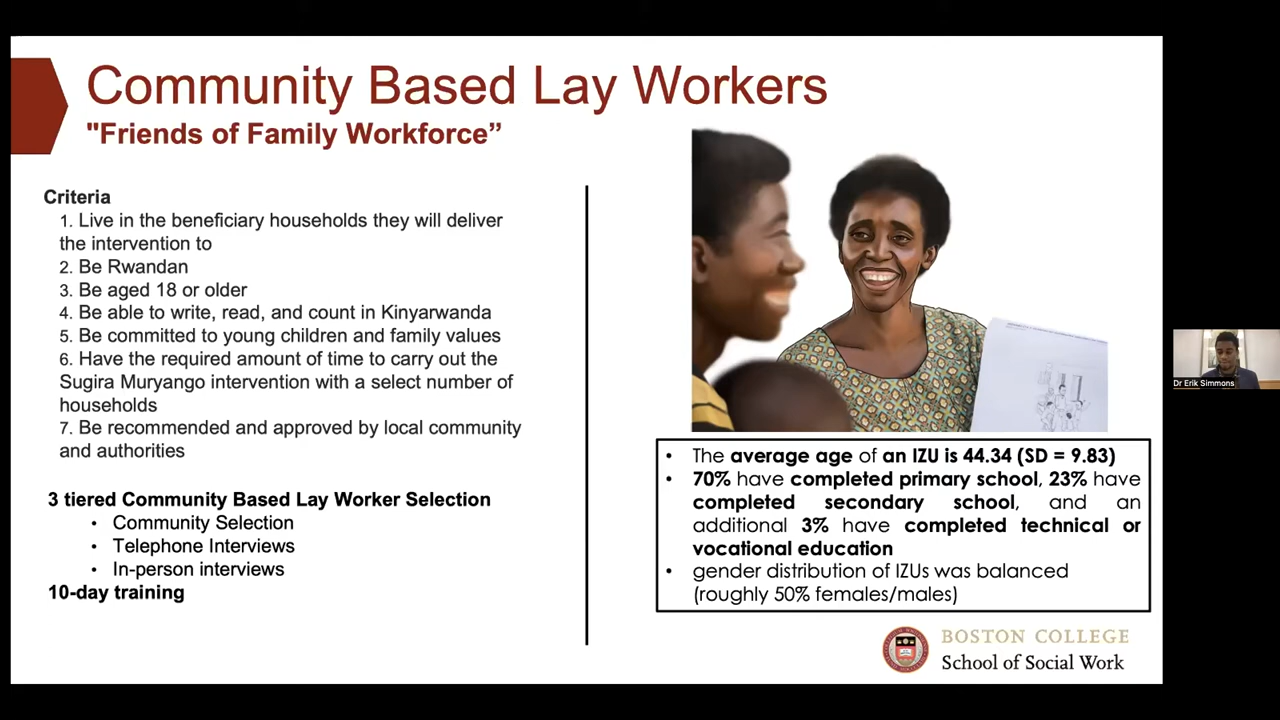 Community Based Lay Workers
"Friends of Family Workforce”
Criteria
1. Live in the beneficiary households they will deliver
the intervention to
2. Be Rwandan
3. Be aged 18 or older
4. Be able to write, read, and count in Kinyarwanda
5. Be committed to young children and family values
6. Have the required amount of time to carry out the
Sugira Muryango intervention with a select number of
households
7. Be recommended and approved by local community
and authorities
3 tiered Community Based Lay Worker Selection
• Community Selection
• Telephone Interviews
• In-person interviews
10-day training
• The average age of an IZU is 44.34 (SD = 9.83)
• 70% have completed primary school, 23% have
completed secondary school, and an
additional 3% have completed technical or
vocational education
• gender distribution of IZUs was balanced
(roughly 50% females/males)
BOSTON COLLEGE
School of Social Work
Dr Erik Simmons